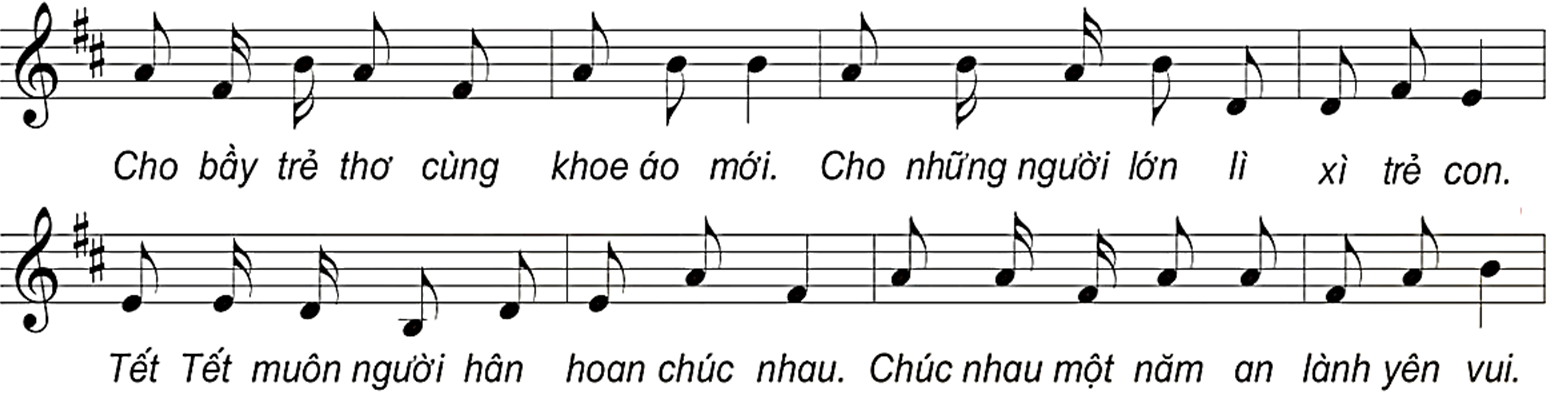 Cho bầy trẻ thơ cùng khoe áo mới. Cho những người lớn lì xì trẻ con.
Tết Tết muôn người hân hoan chúc nhau. Chúc nhau một năm an lành yên vui.